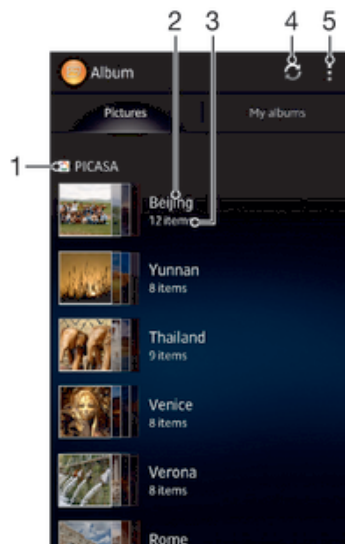 2 3 4 5
Album
Pictures My albums
1 PICASA
Beijing
12 items
Yunnan
8 items
Thailand
9 items
Venice
8 items
Verona
8 items
Rome